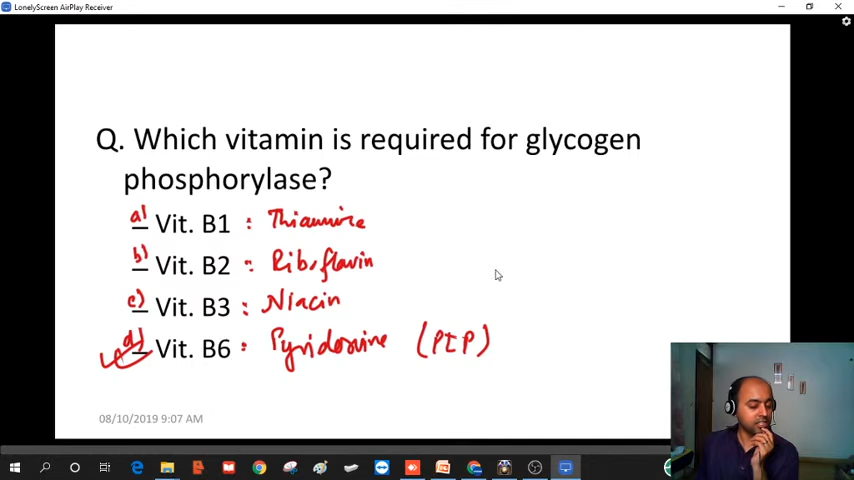 LonelyScreen AirPlay Receiver
Q. Which vitamin is required for glycogen
phosphorylase?
a) Vit. B1 : Thiamine
b) Vit. B2 : Riboflavin
c) Vit. B3 : Niacin
d) Vit. B6 : Pyridoxine (PLP)
08/10/2019 9:07 AM